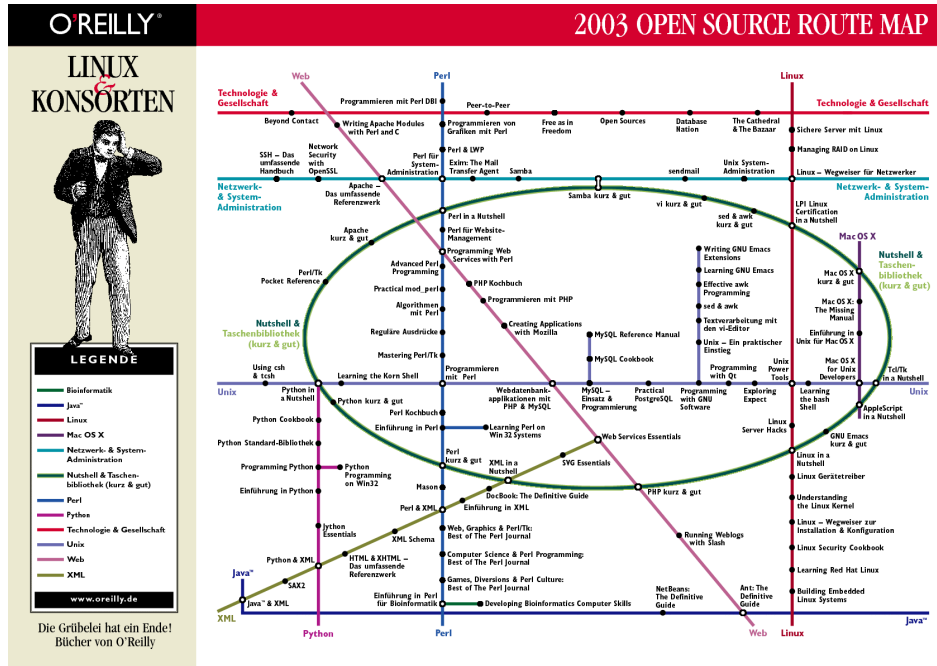 O'REILLY®
2003 OPEN SOURCE ROUTE MAP
LINUX
&
KONSORTEN
LEGENDE
Bioinformatik
Java™
Linux
Mac OS X
Netzwerk- & System-
Administration
Nutshell & Taschen-
bibliothek (kurz & gut)
Perl
Python
Technologie & Gesellschaft
Unix
Web
XML
www.oreilly.de
Die Grübelei hat ein Ende!
Bücher von O'Reilly
Web
Perl
Linux
Technologie &
Gesellschaft
Technologie & Gesellschaft
Beyond Contact
Writing Apache Modules
with Perl and C
Programmieren mit Perl DBI
Peer-to-Peer
Programmieren von
Grafiken mit Perl
Free as in
Freedom
Open Sources
Database
Nation
The Cathedral
& The Bazaar
Sichere Server mit Linux
Perl & LWP
Managing RAID on Linux
SSH – Das
umfassende
Handbuch
Network
Security
with
OpenSSL
Perl für
System-
Administration
Exim: The Mail
Transfer Agent
Samba
sendmail
Unix System-
Administration
Linux – Wegweiser für Netzwerker
Netzwerk-
& System-
Administration
Apache –
Das umfassende
Referenzwerk
Samba kurz & gut
Netzwerk- & System-
Administration
vi kurz & gut
sed & awk
kurz & gut
LPI Linux
Certification
in a Nutshell
Perl in a Nutshell
Apache
kurz & gut
Perl für Website-
Management
Programming Web
Services with Perl
Mac OS X
Nutshell &
Taschen-
bibliothek
(kurz & gut)
Writing GNU Emacs
Extensions
Perl/Tk
Pocket Reference
Advanced Perl
Programming
Learning GNU Emacs
Mac OS X
kurz & gut
Practical mod_perl
PHP Kochbuch
Effective awk
Programming
Programmieren mit PHP
Algorithmen
mit Perl
sed & awk
Mac OS X:
The Missing
Manual
Nutshell &
Taschenbibliothek
(kurz & gut)
Reguläre Ausdrücke
Creating Applications
with Mozilla
MySQL Reference Manual
Textverarbeitung mit
den vi-Editor
Einführung in
Unix für Mac OS X
Unix – Ein praktischer
Einstieg
Mastering Perl/Tk
MySQL Cookbook
Using csh
& tcsh
Learning the Korn Shell
Programmieren
mit Perl
Programming
with Qt
Unix
Power
Tools
Mac OS X
for Unix
Developers
Tcl/Tk
in a Nutshell
Unix
Python in
a Nutshell
Webdatenbank-
applikationen mit
PHP & MySQL
MySQL –
Einsatz &
Programmierung
Practical
PostgreSQL
Programming
with GNU
Software
Exploring
Expect
Learning
the bash
Shell
Unix
Python kurz & gut
Perl Kochbuch
AppleScript
in a Nutshell
Python Cookbook
Einführung in Perl
Learning Perl on
Win 32 Systems
Linux
Server Hacks
Python Standard-Bibliothek
Web Services Essentials
GNU Emacs
kurz & gut
Perl
kurz & gut
SVG Essentials
Linux in a
Nutshell
Programming Python
Python
Programming
on Win32
XML in a
Nutshell
Linux Gerätetreiber
Einführung in Python
Mason
DocBook: The Definitive Guide
PHP kurz & gut
Understanding
the Linux Kernel
Perl & XML
Einführung in XML
Jython
Essentials
XML Schema
Web, Graphics & Perl/Tk:
Best of The Perl Journal
Running Weblogs
with Slash
Linux – Wegweiser zur
Installation & Konfiguration
Linux Security Cookbook
Python & XML
HTML & XHTML –
Das umfassende
Referenzwerk
Computer Science & Perl Programming:
Best of The Perl Journal
Learning Red Hat Linux
Java™
SAX2
Games, Diversions & Perl Culture:
Best of The Perl Journal
NetBeans:
The Definitive
Guide
Ant: The
Definitive
Guide
Building Embedded
Linux Systems
Java™ & XML
Einführung in Perl
für Bioinformatik
Developing Bioinformatics Computer Skills
XML
Java™
Python
Perl
Web
Linux